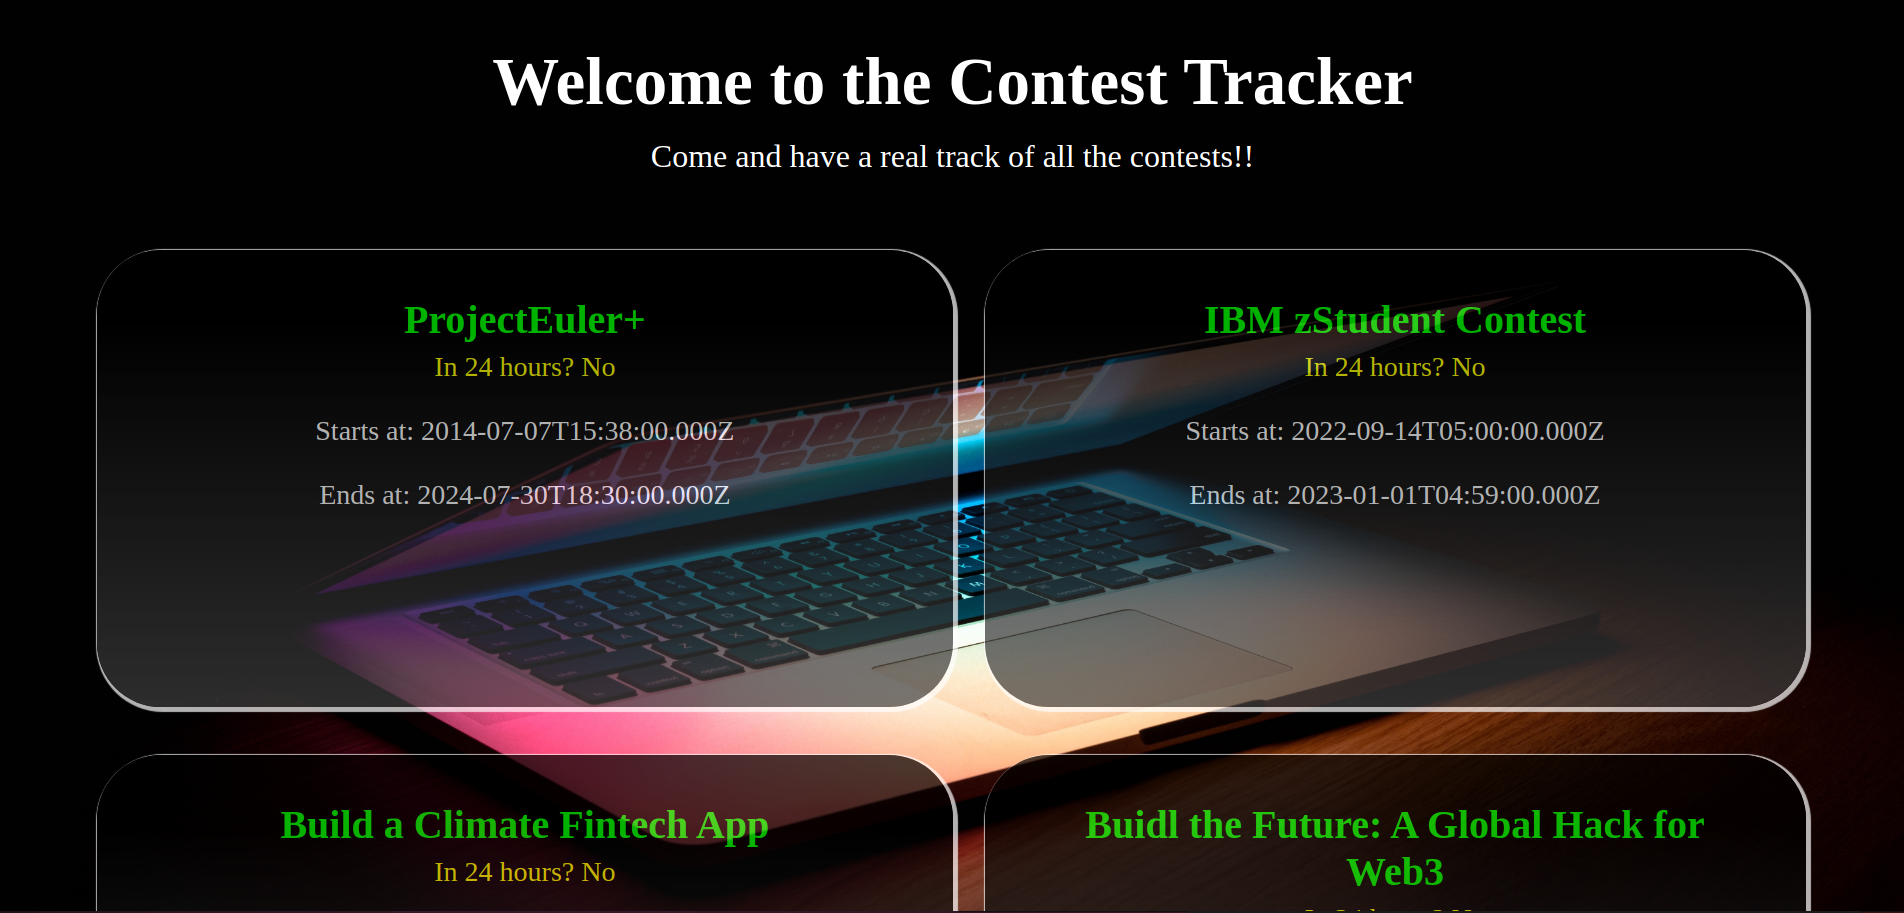 Welcome to the Contest Tracker
Come and have a real track of all the contests!!
ProjectEuler+
In 24 hours? No
Starts at: 2014-07-07T15:38:00.000Z
Ends at: 2024-07-30T18:30:00.000Z
IBM zStudent Contest
In 24 hours? No
Starts at: 2022-09-14T05:00:00.000Z
Ends at: 2023-01-01T04:59:00.000Z
Build a Climate Fintech App
In 24 hours? No
Buidl the Future: A Global Hack for
Web3